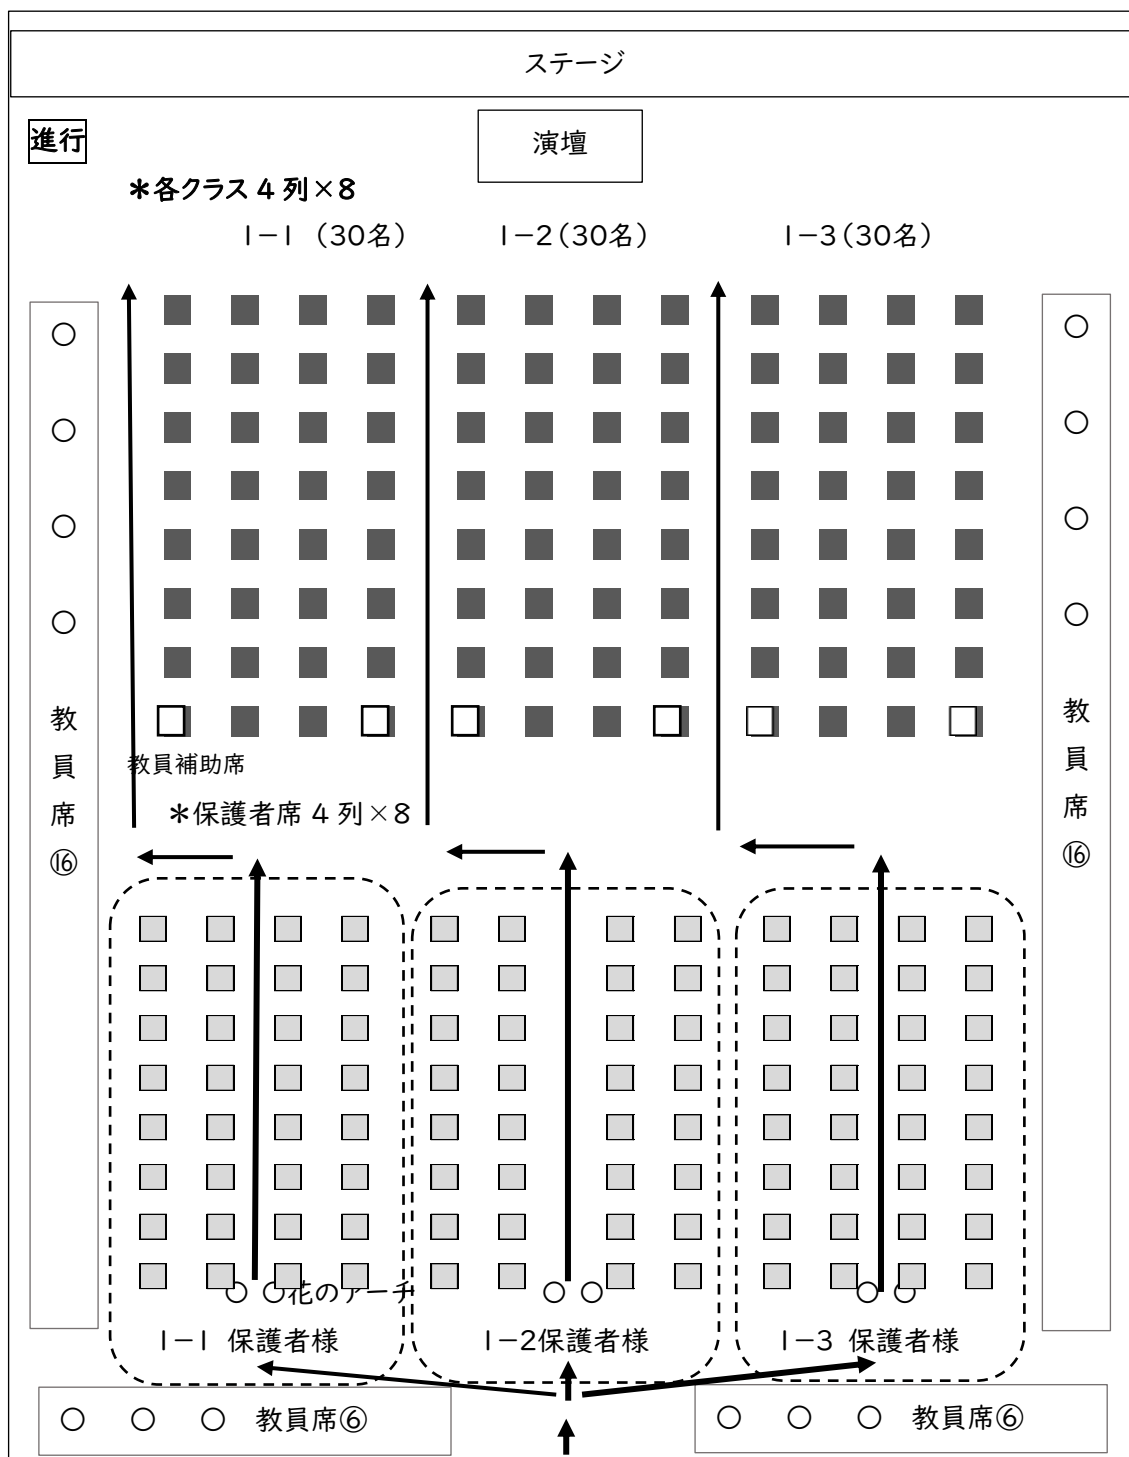 ステージ
進行
演壇
＊各クラス4列×8
1－1（30名）
1－2（30名）
1－3（30名）
教員席⑯
教員席⑯
教員補助席
＊保護者席4列×8
花のアーチ
1－1 保護者様
1－2保護者様
1－3 保護者様
教員席⑥
教員席⑥